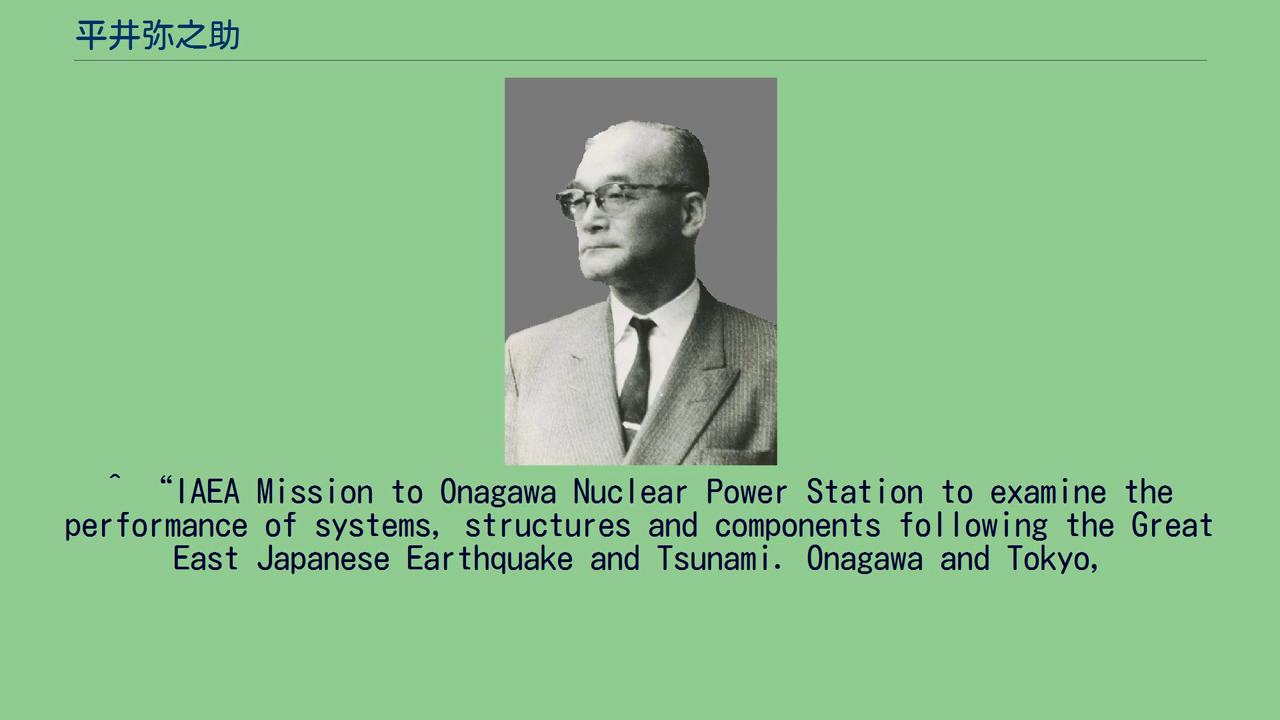 平井弥之助
^ “IAEA Mission to Onagawa Nuclear Power Station to examine the
performance of systems, structures and components following the Great
East Japanese Earthquake and Tsunami. Onagawa and Tokyo,